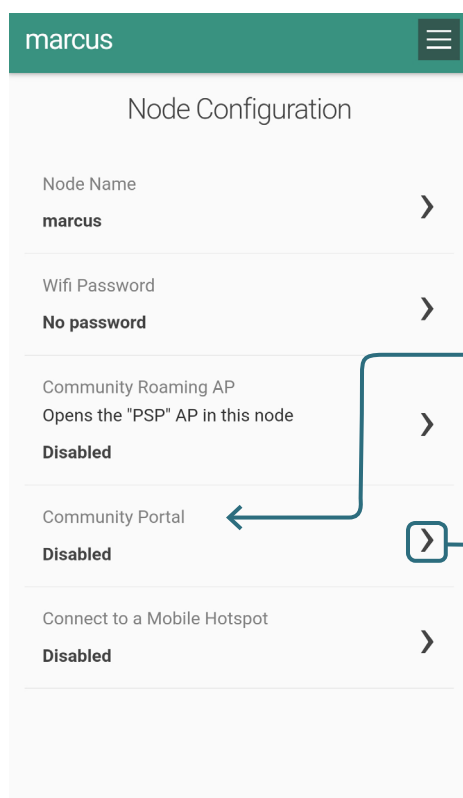 marcus
Node Configuration
Node Name
marcus
Wifi Password
No password
Community Roaming AP
Opens the "PSP" AP in this node
Disabled
Community Portal
Disabled
Connect to a Mobile Hotspot
Disabled